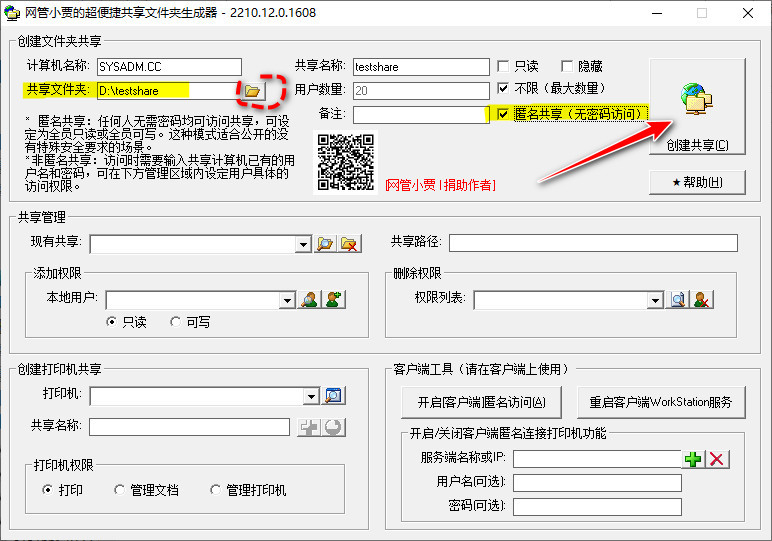 网管小贾的超便捷共享文件夹生成器 - 2210.12.0.1608
创建文件夹共享
计算机名称: SYSADM.CC
共享名称: testshare
只读
隐藏
共享文件夹: D:\testshare
用户数量: 20
不限（最大数量）
备注:
匿名共享（无密码访问）
* 匿名共享：任何人无需密码均可访问共享，可设
定为全员只读或全员可写。这种模式适合公开的没
有特殊安全要求的场景。
*非匿名共享：访问时需要输入共享计算机已有的用
户名和密码，可在下方管理区域内设定用户具体的
访问权限。
[网管小贾 | 捐助作者]
创建共享(C)
★帮助(H)
共享管理
现有共享:
共享路径:
添加权限
本地用户:
只读
可写
删除权限
权限列表:
创建打印机共享
打印机:
共享名称:
打印机权限
打印
管理文档
管理打印机
客户端工具（请在客户端上使用）
开启[客户端]匿名访问(A)
重启客户端WorkStation服务
开启/关闭客户端匿名连接打印机功能
服务端名称或IP:
用户名(可选):
密码(可选):